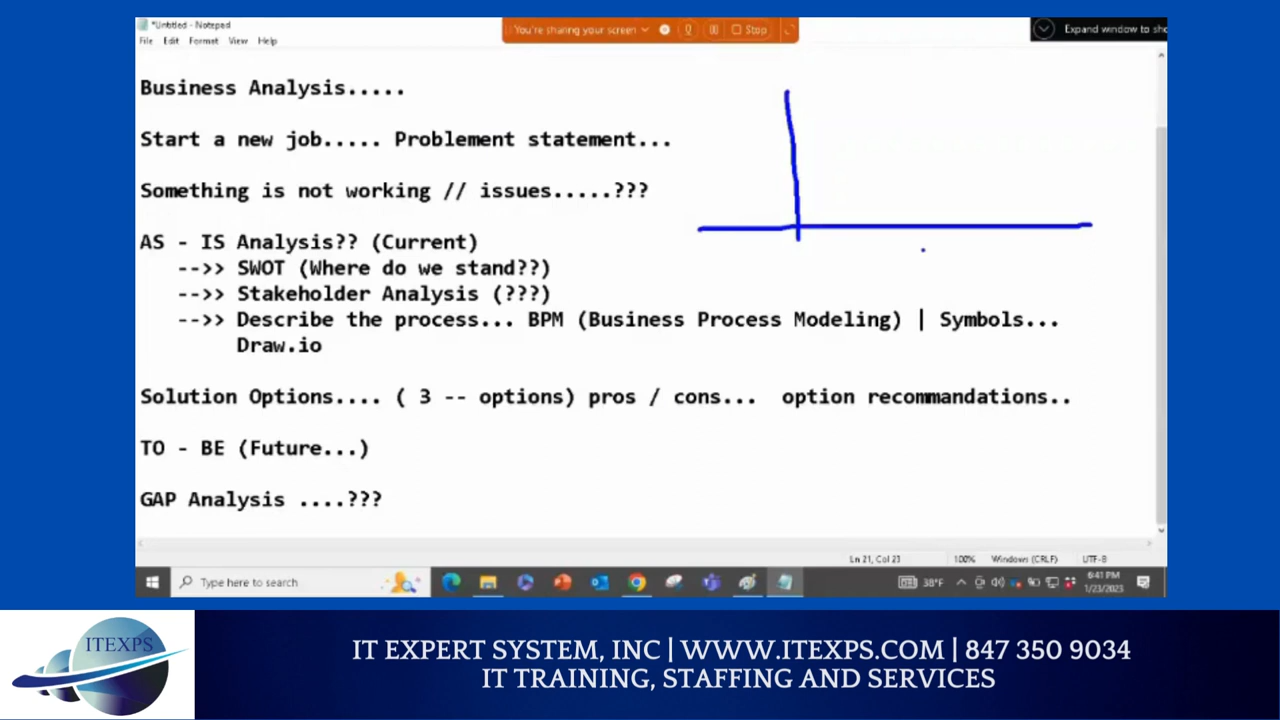 *Untitled - Notepad
You're sharing your screen
Stop
Expand window to sho
File Edit Format View Help
Business Analysis.....
Start a new job..... Problement statement...
Something is not working // issues.....???
AS - IS Analysis?? (Current)
-->> SWOT (Where do we stand??)
-->> Stakeholder Analysis (???)
-->> Describe the process... BPM (Business Process Modeling) | Symbols...
Draw.io
Solution Options.... ( 3 -- options) pros / cons... option recommandations..
TO - BE (Future...)
GAP Analysis ....???
Ln 21, Col 23 100% Windows (CRLF) UTF-8
Type here to search
38°F
6:41 PM
1/23/2023
ITEXPS
IT EXPERT SYSTEM, INC | WWW.ITEXPS.COM | 847 350 9034
IT TRAINING, STAFFING AND SERVICES